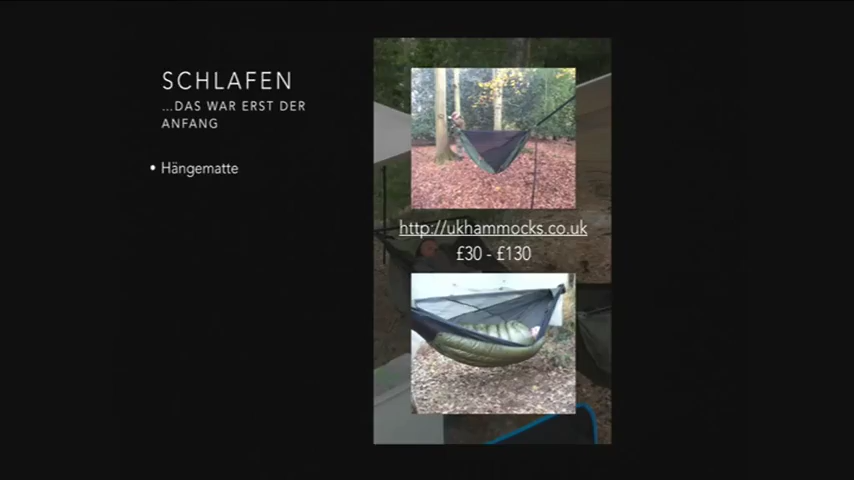 SCHLAFEN
...DAS WAR ERST DER
ANFANG
• Hängematte
http://ukhammocks.co.uk
£30 - £130